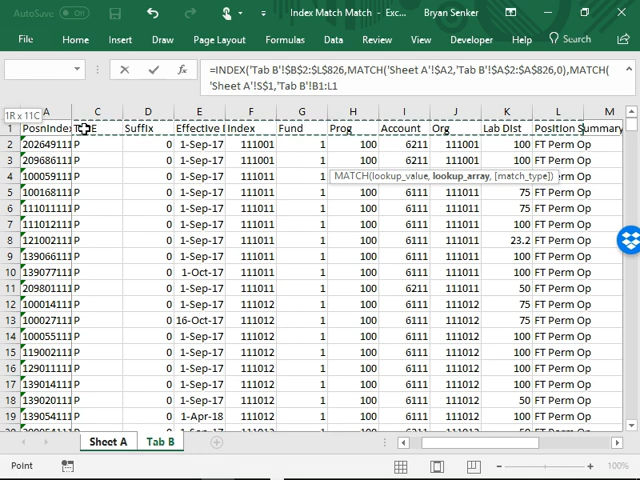 AutoSave Off Index Match Match - Exc... Bryan Senker
File Home Insert Draw Page Layout Formulas Data Review View Developer Power Pivot Search
=INDEX('Tab B'!$B$2:$L$826,MATCH('Sheet A'!$A2,'Tab B'!$A$2:$A$826,0),MATCH(
'Sheet A'!S$1,'Tab B'!B1:L1
1R x 11C
A C D E F G H I J K L M
1 PosnIndex Suffix Effective Index Fund Prog Account Org Lab DIst PosItIon Summary
2 202649111 P 0 1-Sep-17 111001 1 100 6211 111001 100 FT Perm Op
3 209686111 P 0 1-Sep-17 111001 1 100 6211 111001 100 FT Perm Op
MATCH(lookup_value, lookup_array, [match_type])
4 100059111 P 0 1-Sep-17 111011 1
5 100168111 P 0 1-Sep-17 111011 1 100 6111 111011 75 FT Perm Op
6 111011111 P 0 1-Sep-17 111011 1 100 6111 111011 75 FT Perm Op
7 111012111 P 0 1-Sep-17 111011 1 100 6111 111011 100 FT Perm Op
8 121002111 P 0 1-Sep-17 111011 1 100 6111 111011 23.2 FT Perm Op
9 139066111 P 0 1-Sep-17 111011 1 100 6111 111011 100 FT Perm Op
10 139077111 P 0 1-Oct-17 111011 1 100 6111 111011 100 FT Perm Op
11 209801111 P 0 1-Sep-17 111011 1 100 6211 111011 50 FT Perm Op
12 100014111 P 0 1-Sep-17 111012 1 100 6111 111012 75 FT Perm Op
13 100027111 P 0 16-Oct-17 111012 1 100 6111 111012 75 FT Perm Op
14 100055111 P 0 1-Sep-17 111012 1 100 6111 111012 100 FT Perm Op
15 119002111 P 0 1-Sep-17 111012 1 100 6111 111012 100 FT Perm Op
16 129011111 P 0 1-Sep-17 111012 1 100 6111 111012 100 FT Perm Op
17 139014111 P 0 1-Sep-17 111012 1 100 6111 111012 100 FT Perm Op
18 139020111 P 0 1-Sep-17 111012 1 100 6111 111012 50 FT Perm Op
19 139054111 P 0 1-Apr-18 111012 1 100 6111 111012 100 FT Perm Op
Sheet A Tab B
Point 100%